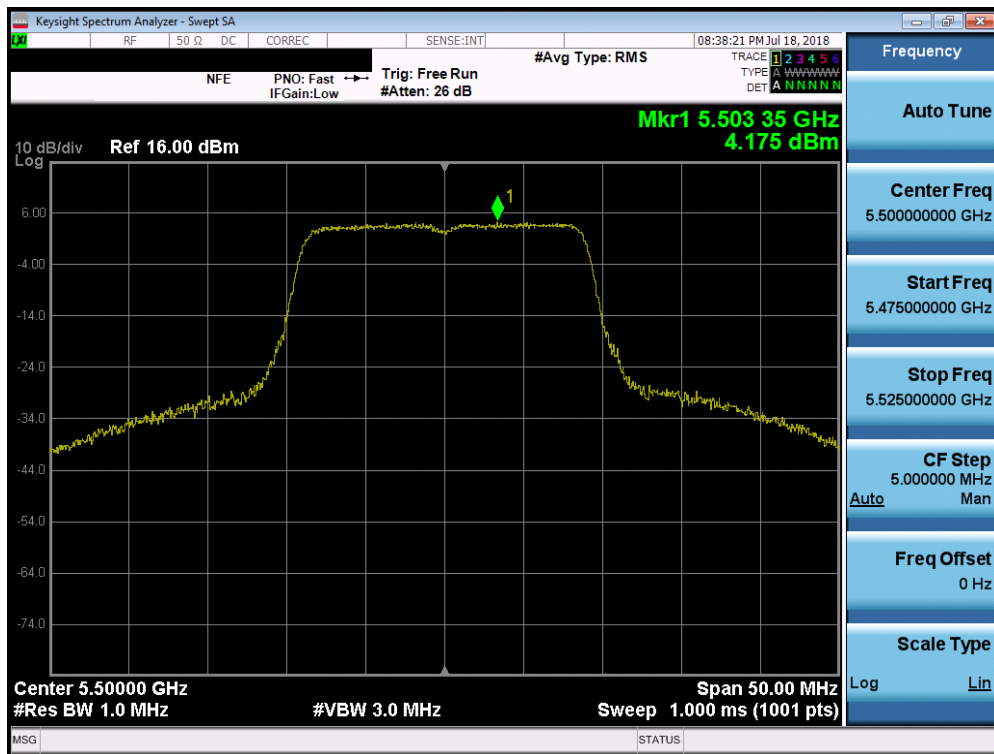 Keysight Spectrum Analyzer - Swept SA
LXI RF 50 Ω DC CORREC SENSE:INT 08:38:21 PM Jul 18, 2018
NFE PNO: Fast Trig: Free Run #Avg Type: RMS TRACE 1 2 3 4 5 6
IFGain:Low #Atten: 26 dB TYPE A WWWWW
DET A N N N N N
Mkr1 5.503 35 GHz
4.175 dBm
10 dB/div Ref 16.00 dBm
Log
1
6.00
-4.00
-14.0
-24.0
-34.0
-44.0
-54.0
-64.0
-74.0
Center 5.50000 GHz Span 50.00 MHz
#Res BW 1.0 MHz #VBW 3.0 MHz Sweep 1.000 ms (1001 pts)
MSG STATUS
Frequency
Auto Tune
Center Freq
5.500000000 GHz
Start Freq
5.475000000 GHz
Stop Freq
5.525000000 GHz
CF Step
5.000000 MHz
Auto Man
Freq Offset
0 Hz
Scale Type
Log Lin